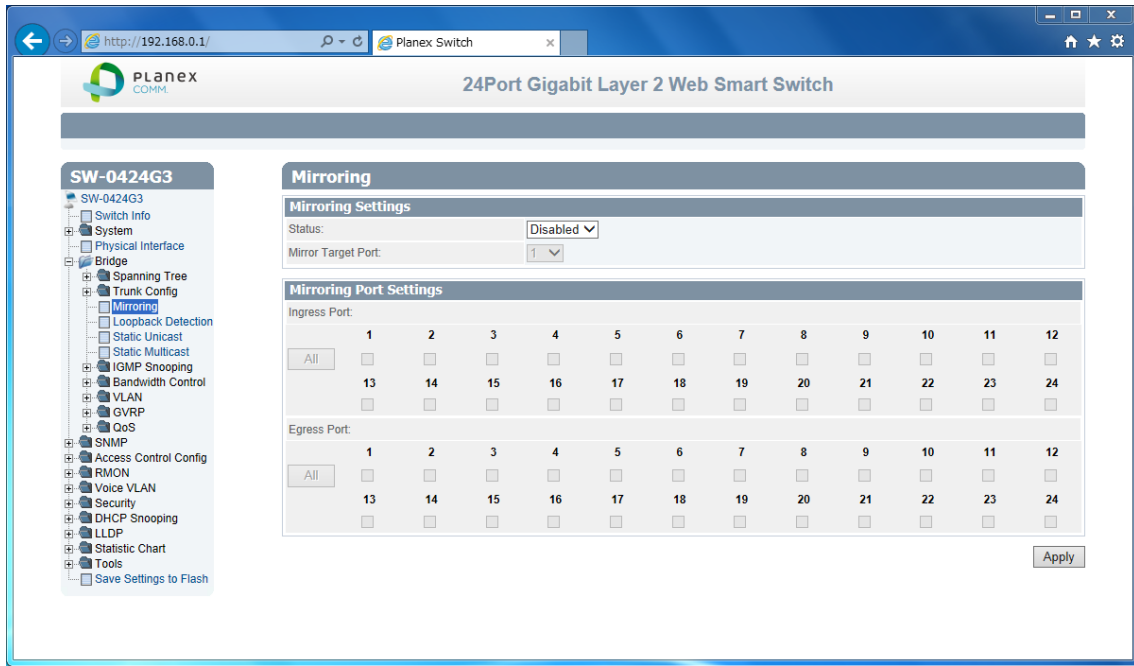 http://192.168.0.1/
Planex Switch
PLANEX
COMM.
24Port Gigabit Layer 2 Web Smart Switch
SW-0424G3
SW-0424G3
Switch Info
System
Physical Interface
Bridge
Spanning Tree
Trunk Config
Mirroring
Loopback Detection
Static Unicast
Static Multicast
IGMP Snooping
Bandwidth Control
VLAN
GVRP
QoS
SNMP
Access Control Config
RMON
Voice VLAN
Security
DHCP Snooping
LLDP
Statistic Chart
Tools
Save Settings to Flash
Mirroring
Mirroring Settings
Status: Disabled
Mirror Target Port: 1
Mirroring Port Settings
Ingress Port:
1 2 3 4 5 6 7 8 9 10 11 12
All
13 14 15 16 17 18 19 20 21 22 23 24
Egress Port:
1 2 3 4 5 6 7 8 9 10 11 12
All
13 14 15 16 17 18 19 20 21 22 23 24
Apply